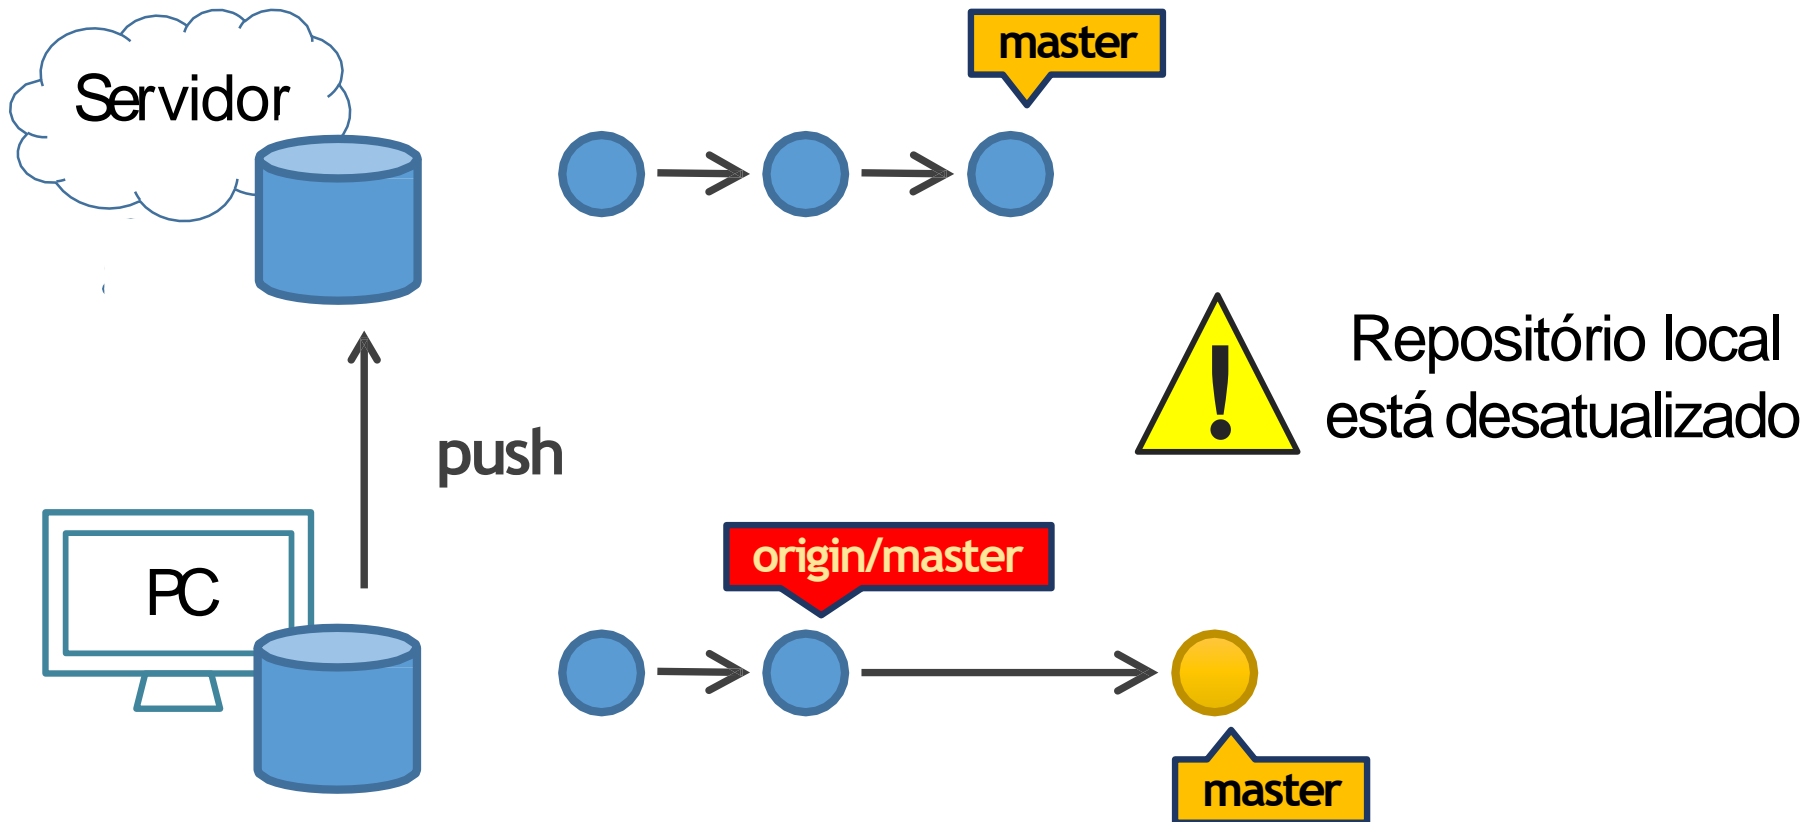 master
Servidor
Repositório local
está desatualizado
push
origin/master
PC
master